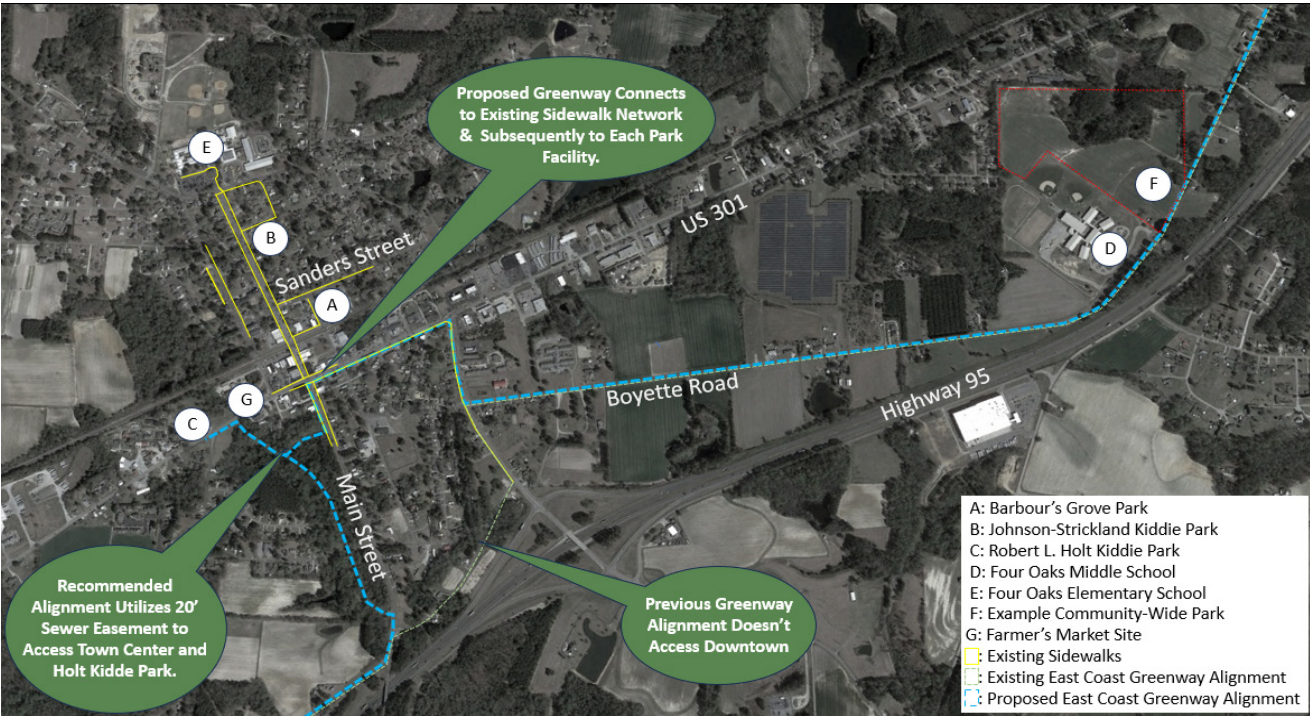 Proposed Greenway Connects
to Existing Sidewalk Network
& Subsequently to Each Park
Facility.
E
B
Sanders Street
A
US 301
F
D
G
C
Boyette Road
Highway 95
Main Street
Recommended
Alignment Utilizes 20’
Sewer Easement to
Access Town Center and
Holt Kidde Park.
Previous Greenway
Alignment Doesn’t
Access Downtown
A: Barbour’s Grove Park
B: Johnson-Strickland Kiddie Park
C: Robert L. Holt Kiddie Park
D: Four Oaks Middle School
E: Four Oaks Elementary School
F: Example Community-Wide Park
G: Farmer’s Market Site
: Existing Sidewalks
: Existing East Coast Greenway Alignment
: Proposed East Coast Greenway Alignment